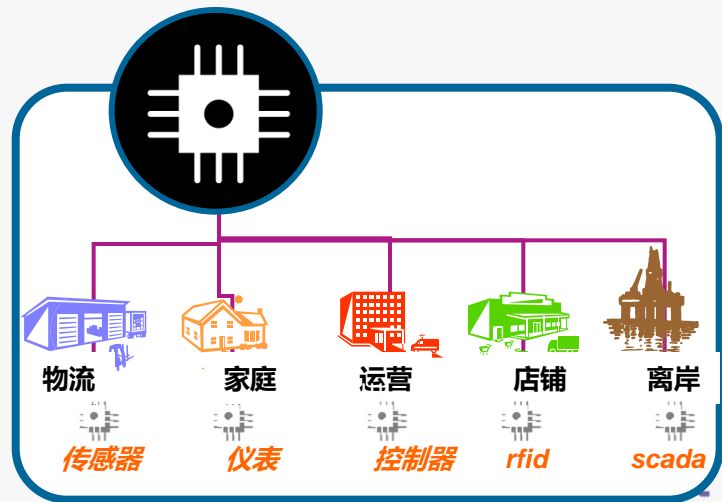 物流 家庭 运营 店铺 离岸
传感器 仪表 控制器 rfid scada